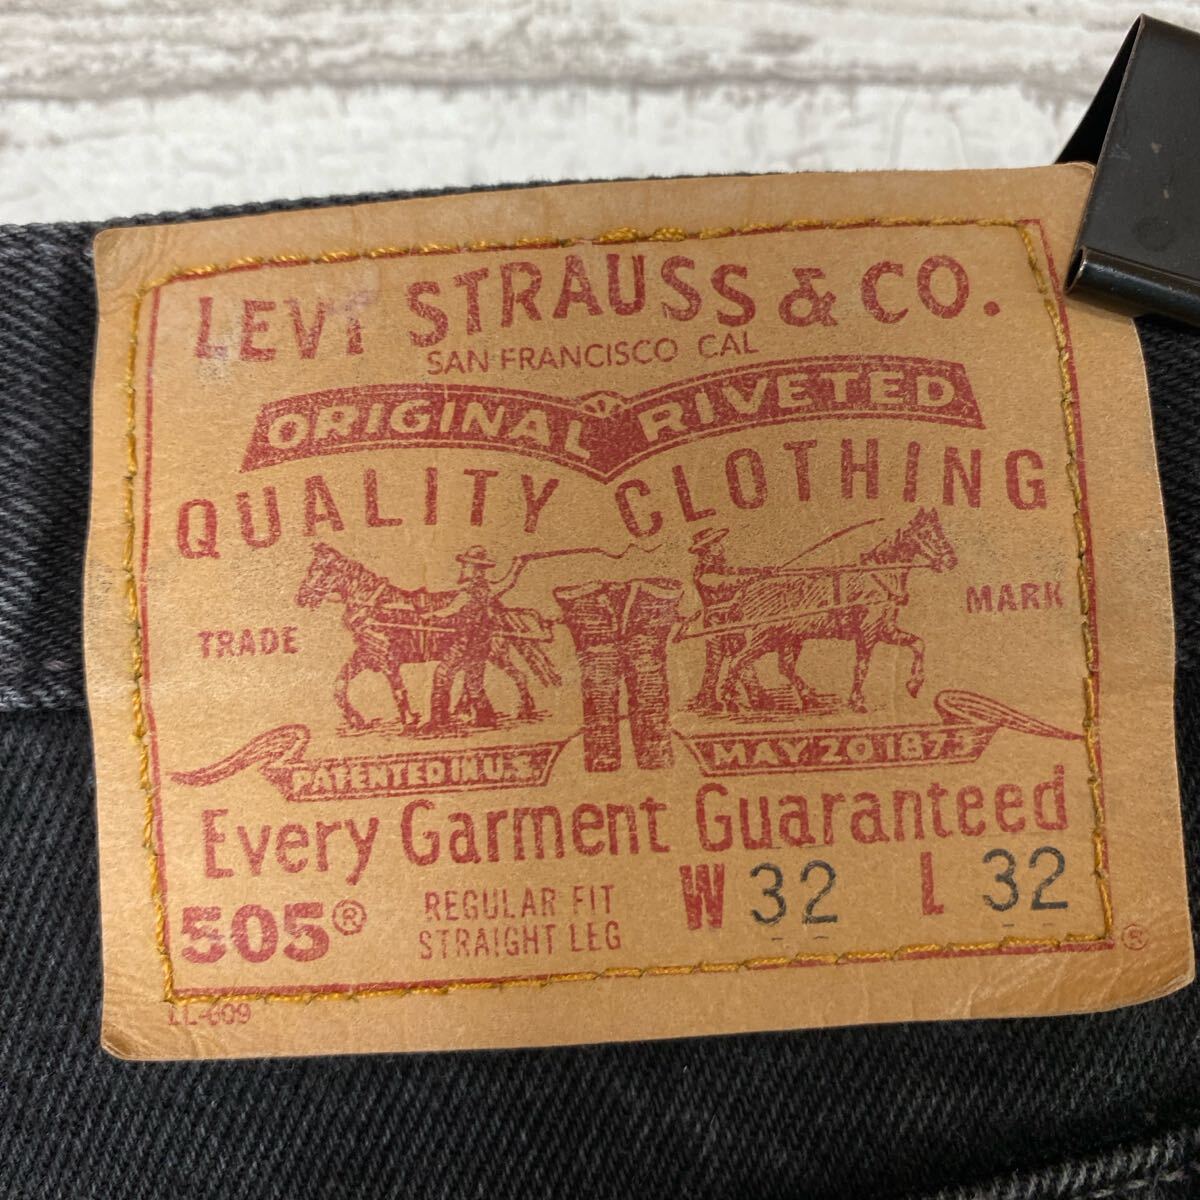 LEVI STRAUSS & CO.
SAN FRANCISCO CAL
ORIGINAL RIVETED
QUALITY CLOTHING
TRADE MARK
PATENTED IN U.S. MAY 20 1873
Every Garment Guaranteed
505® REGULAR FIT W 32 L 32
STRAIGHT LEG
®
LL-609